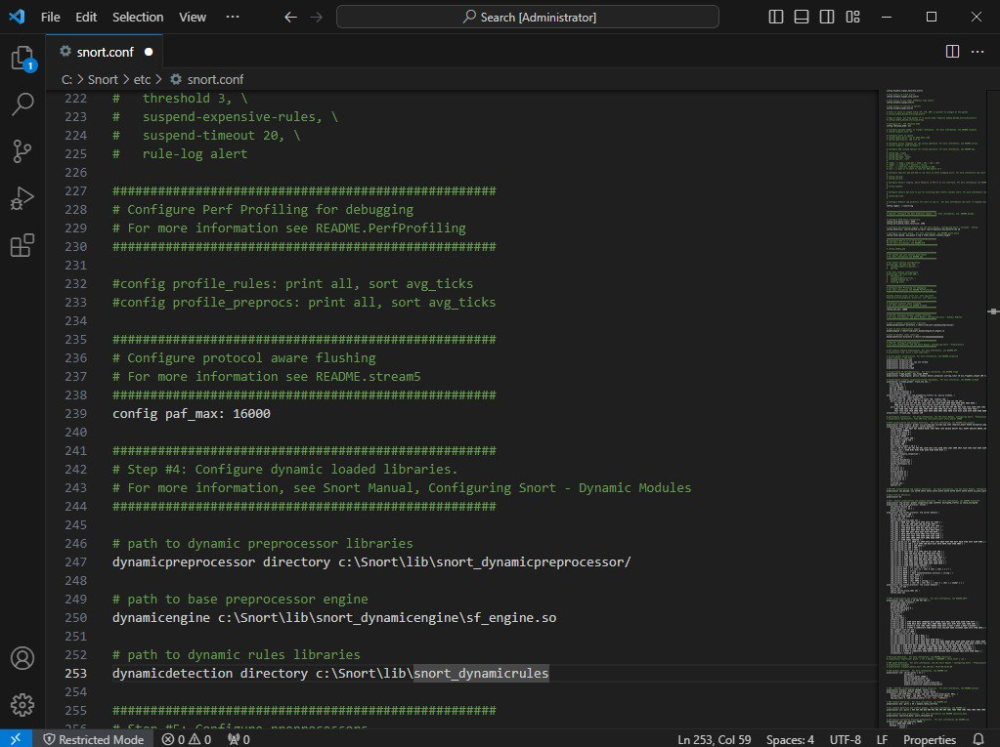 File Edit Selection View ··· Search [Administrator]
snort.conf
C: > Snort > etc > snort.conf
222 #   threshold 3, \
223 #   suspend-expensive-rules, \
224 #   suspend-timeout 20, \
225 #   rule-log alert
226
227 ###################################################
228 # Configure Perf Profiling for debugging
229 # For more information see README.PerfProfiling
230 ###################################################
231
232 #config profile_rules: print all, sort avg_ticks
233 #config profile_preprocs: print all, sort avg_ticks
234
235 ###################################################
236 # Configure protocol aware flushing
237 # For more information see README.stream5
238 ###################################################
239 config paf_max: 16000
240
241 ###################################################
242 # Step #4: Configure dynamic loaded libraries.
243 # For more information, see Snort Manual, Configuring Snort - Dynamic Modules
244 ###################################################
245
246 # path to dynamic preprocessor libraries
247 dynamicpreprocessor directory c:\Snort\lib\snort_dynamicpreprocessor/
248
249 # path to base preprocessor engine
250 dynamicengine c:\Snort\lib\snort_dynamicengine\sf_engine.so
251
252 # path to dynamic rules libraries
253 dynamicdetection directory c:\Snort\lib\snort_dynamicrules
254
255 ###################################################
256 # Step #5: Configure preprocessors
1
Restricted Mode 0 0 0 Ln 253, Col 59 Spaces: 4 UTF-8 LF Properties